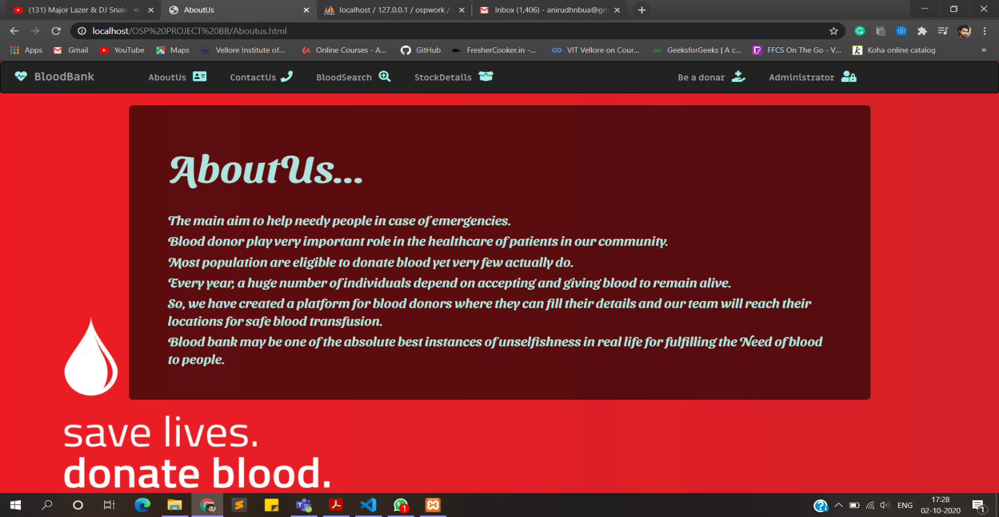 (131) Major Lazer & DJ Snak
AboutUs
localhost / 127.0.0.1 / ospwork /
Inbox (1,406) - anirudhnbua@gm
localhost/OSP%20PROJECT%20BB/Aboutus.html
Apps
Gmail
YouTube
Maps
Vellore Institute of...
Online Courses - A...
GitHub
FresherCooker.in -...
VIT Vellore on Cour...
GeeksforGeeks | A c...
FFCS On The Go - V...
Koha online catalog
»
BloodBank
AboutUs
ContactUs
BloodSearch
StockDetails
Be a donar
Administrator
AboutUs...
The main aim to help needy people in case of emergencies.
Blood donor play very important role in the healthcare of patients in our community.
Most population are eligible to donate blood yet very few actually do.
Every year, a huge number of individuals depend on accepting and giving blood to remain alive.
So, we have created a platform for blood donors where they can fill their details and our team will reach their
locations for safe blood transfusion.
Blood bank may be one of the absolute best instances of unselfishness in real life for fulfilling the Need of blood
to people.
save lives.
donate blood.
1
ENG
17:28
02-10-2020
1